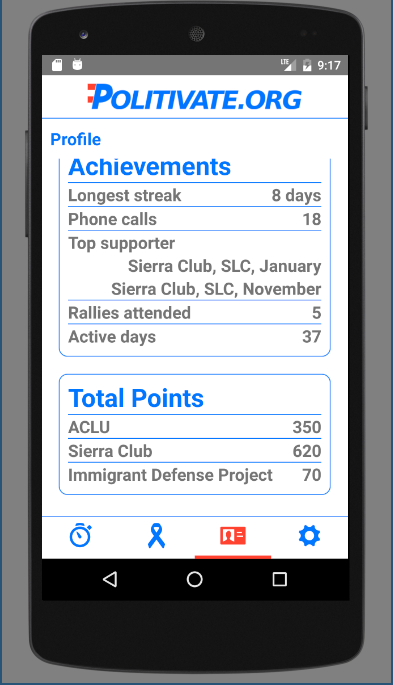 LTE 9:17
POLITIVATE.ORG
Profile
Achievements
Longest streak 8 days
Phone calls 18
Top supporter
Sierra Club, SLC, January
Sierra Club, SLC, November
Rallies attended 5
Active days 37
Total Points
ACLU 350
Sierra Club 620
Immigrant Defense Project 70